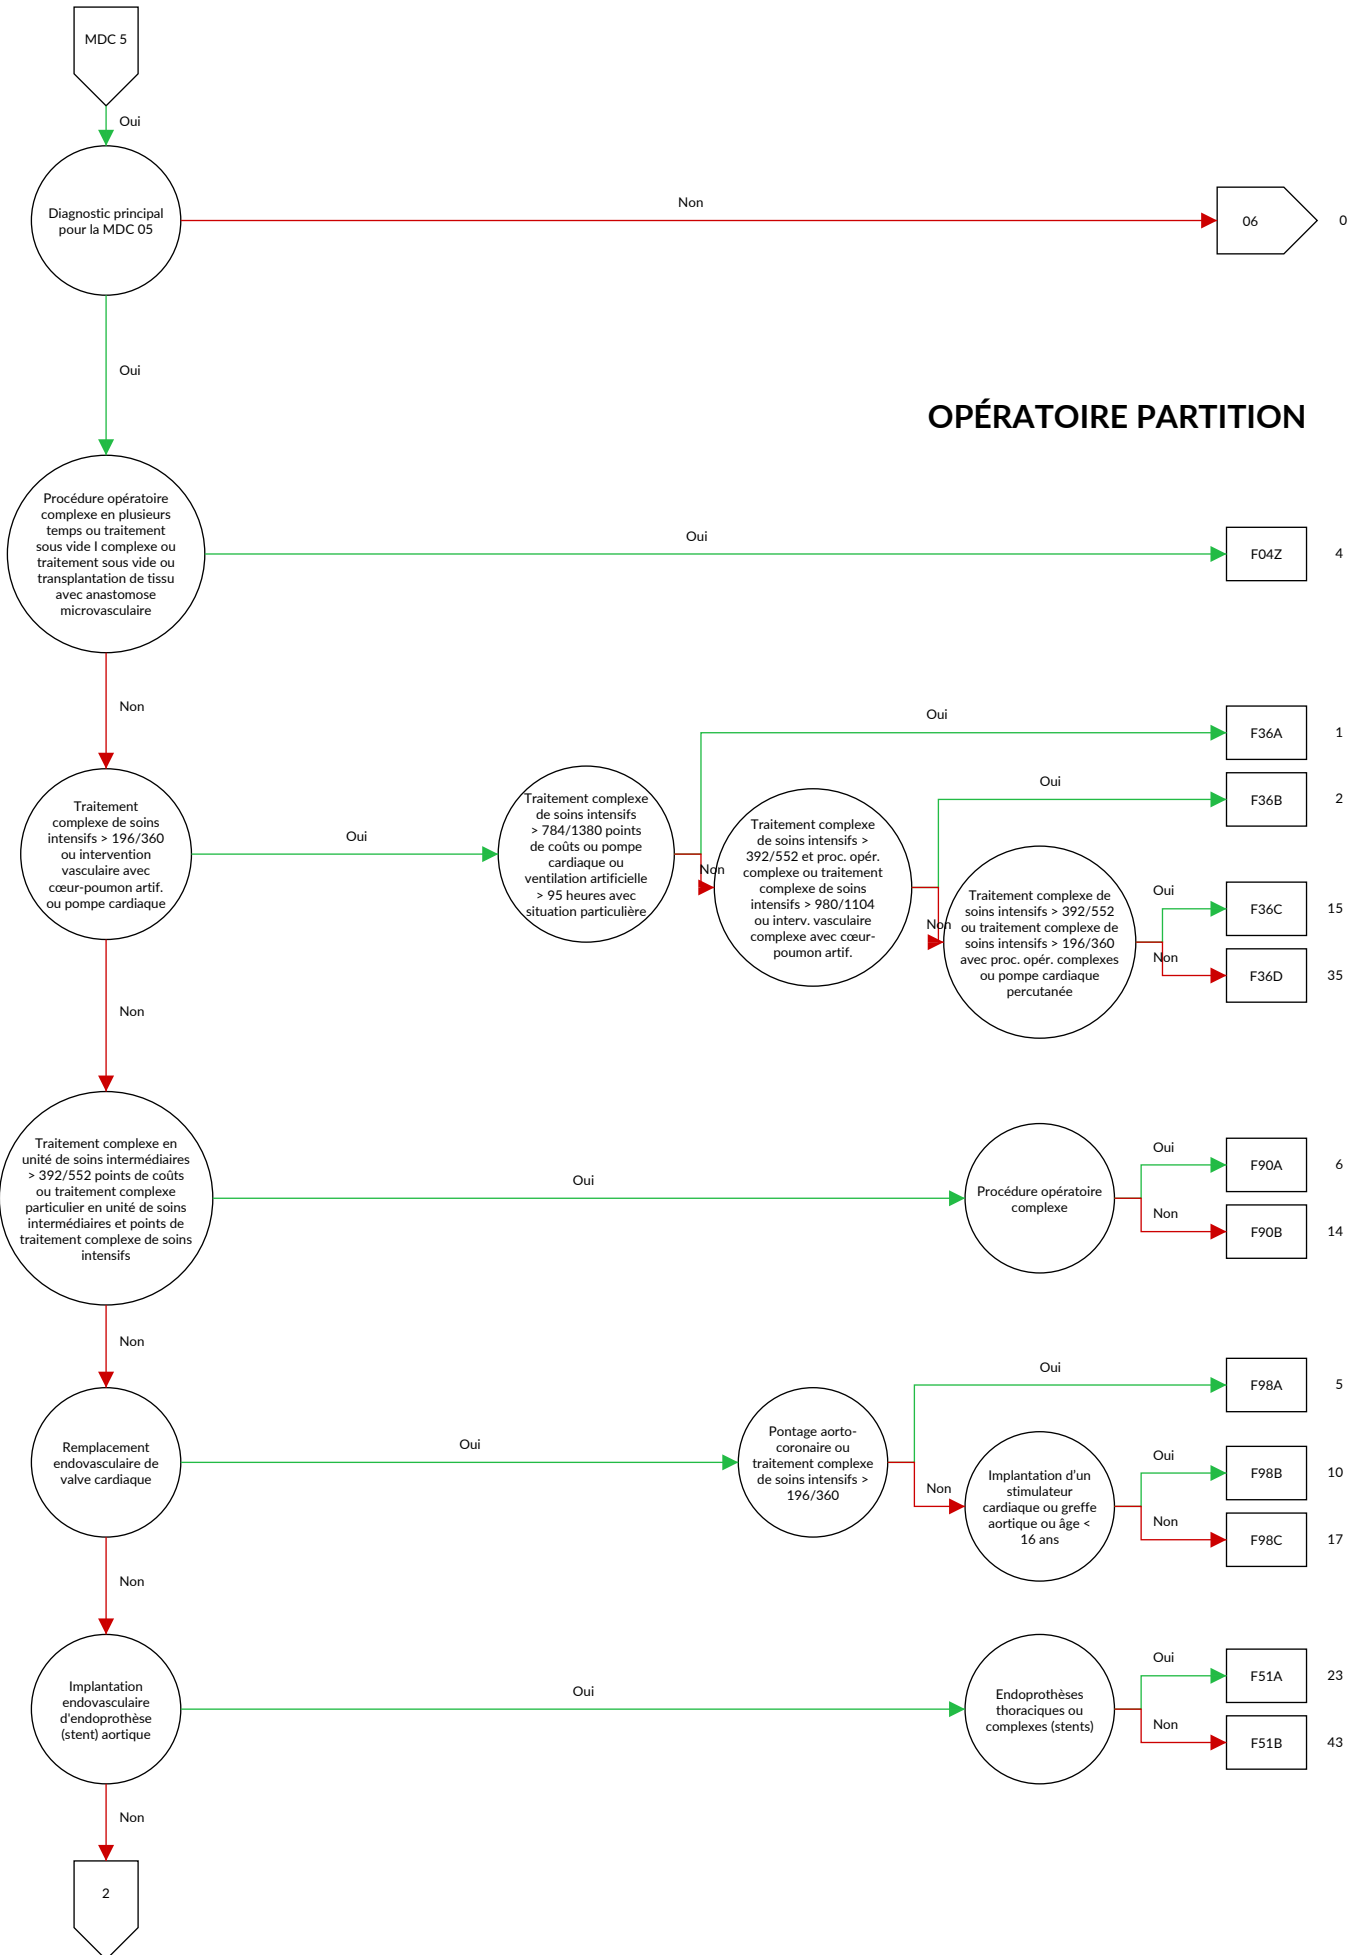 MDC 5
Oui
Diagnostic principal
pour la MDC 05
Non
06
0
Oui
OPÉRATOIRE PARTITION
Procédure opératoire
complexe en plusieurs
temps ou traitement
sous vide I complexe ou
traitement sous vide ou
transplantation de tissu
avec anastomose
microvasculaire
Oui
F04Z
4
Non
Traitement
complexe de soins
intensifs > 196/360
ou intervention
vasculaire avec
cœur-poumon artif.
ou pompe cardiaque
Oui
Traitement complexe
de soins intensifs
> 784/1380 points
de coûts ou pompe
cardiaque ou
ventilation artificielle
> 95 heures avec
situation particulière
Oui
F36A
1
Non
Traitement complexe
de soins intensifs >
392/552 et proc. opér.
complexe ou traitement
complexe de soins
intensifs > 980/1104
ou interv. vasculaire
complexe avec cœur-
poumon artif.
Oui
F36B
2
Non
Traitement complexe de
soins intensifs > 392/552
ou traitement complexe de
soins intensifs > 196/360
avec proc. opér. complexes
ou pompe cardiaque
percutanée
Oui
F36C
15
Non
F36D
35
Non
Traitement complexe en
unité de soins intermédiaires
> 392/552 points de coûts
ou traitement complexe
particulier en unité de soins
intermédiaires et points de
traitement complexe de soins
intensifs
Oui
Procédure opératoire
complexe
Oui
F90A
6
Non
F90B
14
Non
Remplacement
endovasculaire de
valve cardiaque
Oui
Pontage aorto-
coronaire ou
traitement complexe
de soins intensifs >
196/360
Oui
F98A
5
Non
Implantation d'un
stimulateur
cardiaque ou greffe
aortique ou âge <
16 ans
Oui
F98B
10
Non
F98C
17
Non
Implantation
endovasculaire
d'endoprothèse
(stent) aortique
Oui
Endoprothèses
thoraciques ou
complexes (stents)
Oui
F51A
23
Non
F51B
43
Non
2